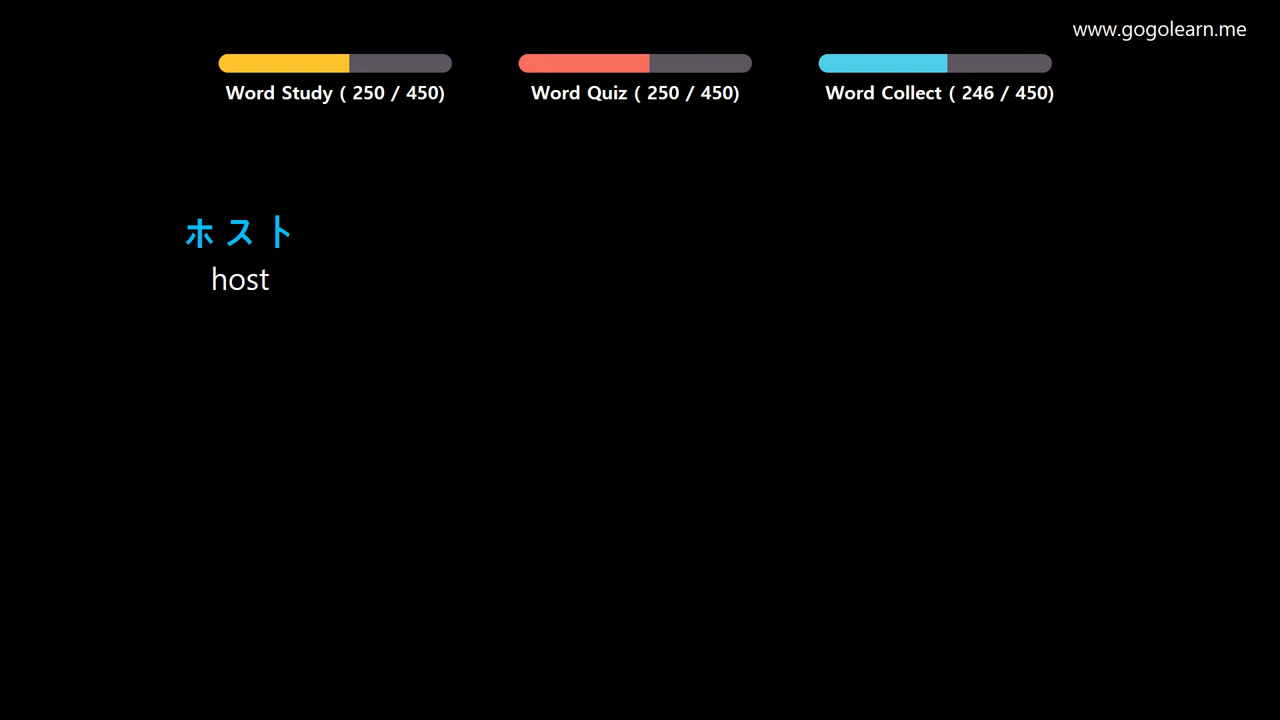 www.gogolearn.me
Word Study ( 250 / 450)
Word Quiz ( 250 / 450)
Word Collect ( 246 / 450)
ホスト
host